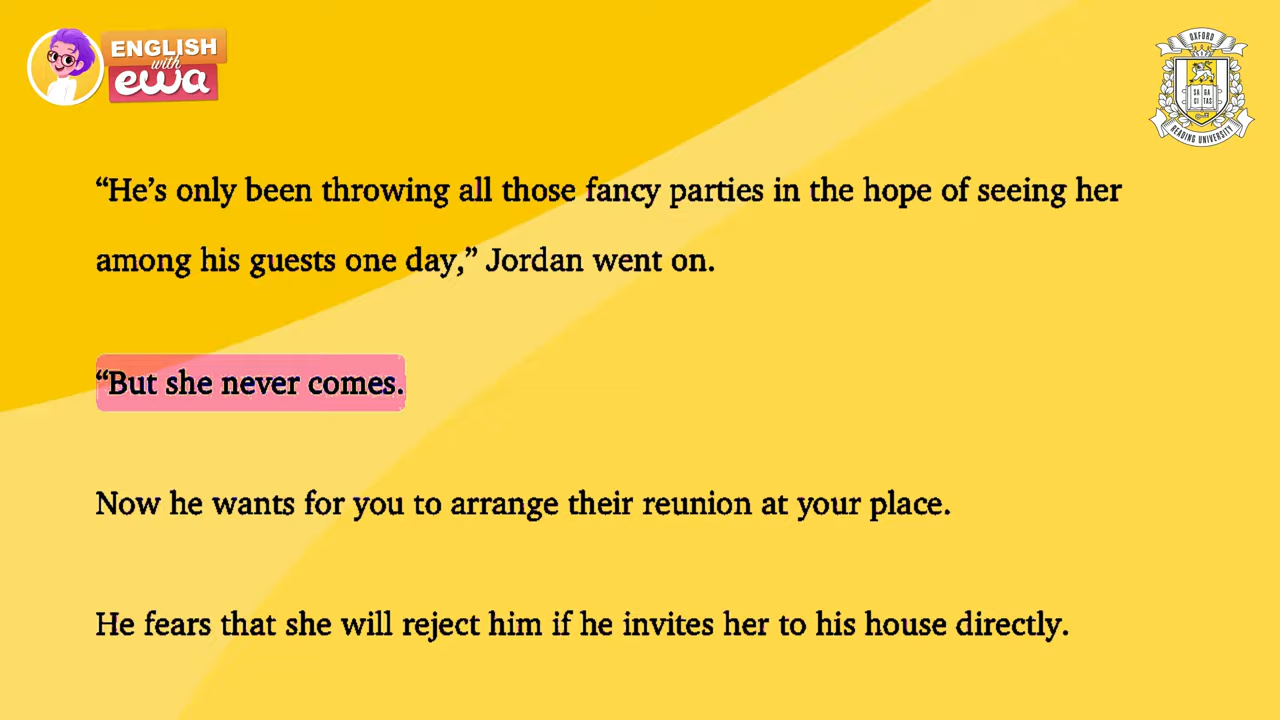 ENGLISH
with
ewa
OXFORD
SA GA
CI TAS
READING UNIVERSITY
“He’s only been throwing all those fancy parties in the hope of seeing her
among his guests one day,” Jordan went on.
“But she never comes.
Now he wants for you to arrange their reunion at your place.
He fears that she will reject him if he invites her to his house directly.